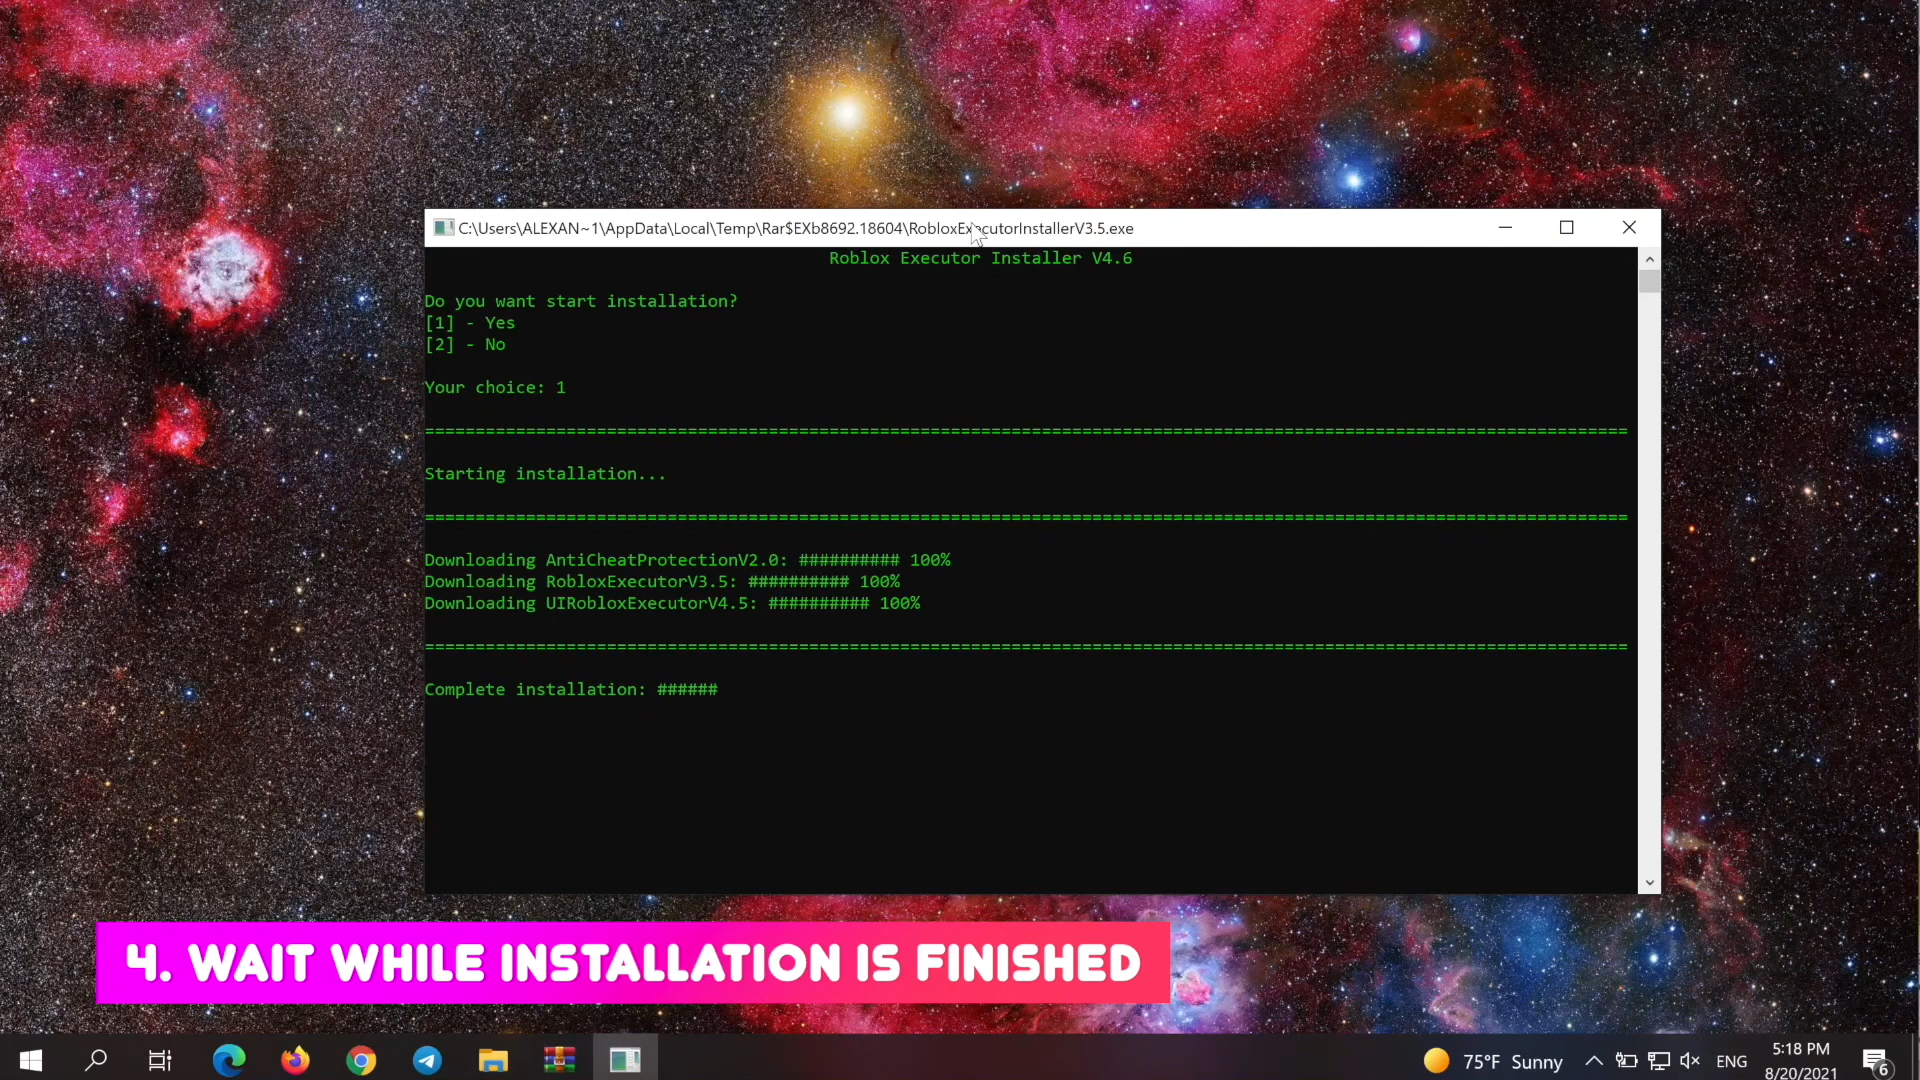 C:\Users\ALEXAN~1\AppData\Local\Temp\Rar$EXb8692.18604\RobloxExecutorInstallerV3.5.exe
Roblox Executor Installer V4.6
Do you want start installation?
[1] - Yes
[2] - No
Your choice: 1
========================================================================================================================
Starting installation...
========================================================================================================================
Downloading AntiCheatProtectionV2.0: ########## 100%
Downloading RobloxExecutorV3.5: ########## 100%
Downloading UIRobloxExecutorV4.5: ########## 100%
========================================================================================================================
Complete installation: ######
4. WAIT WHILE INSTALLATION IS FINISHED
75°F Sunny
ENG
5:18 PM
8/20/2021
6